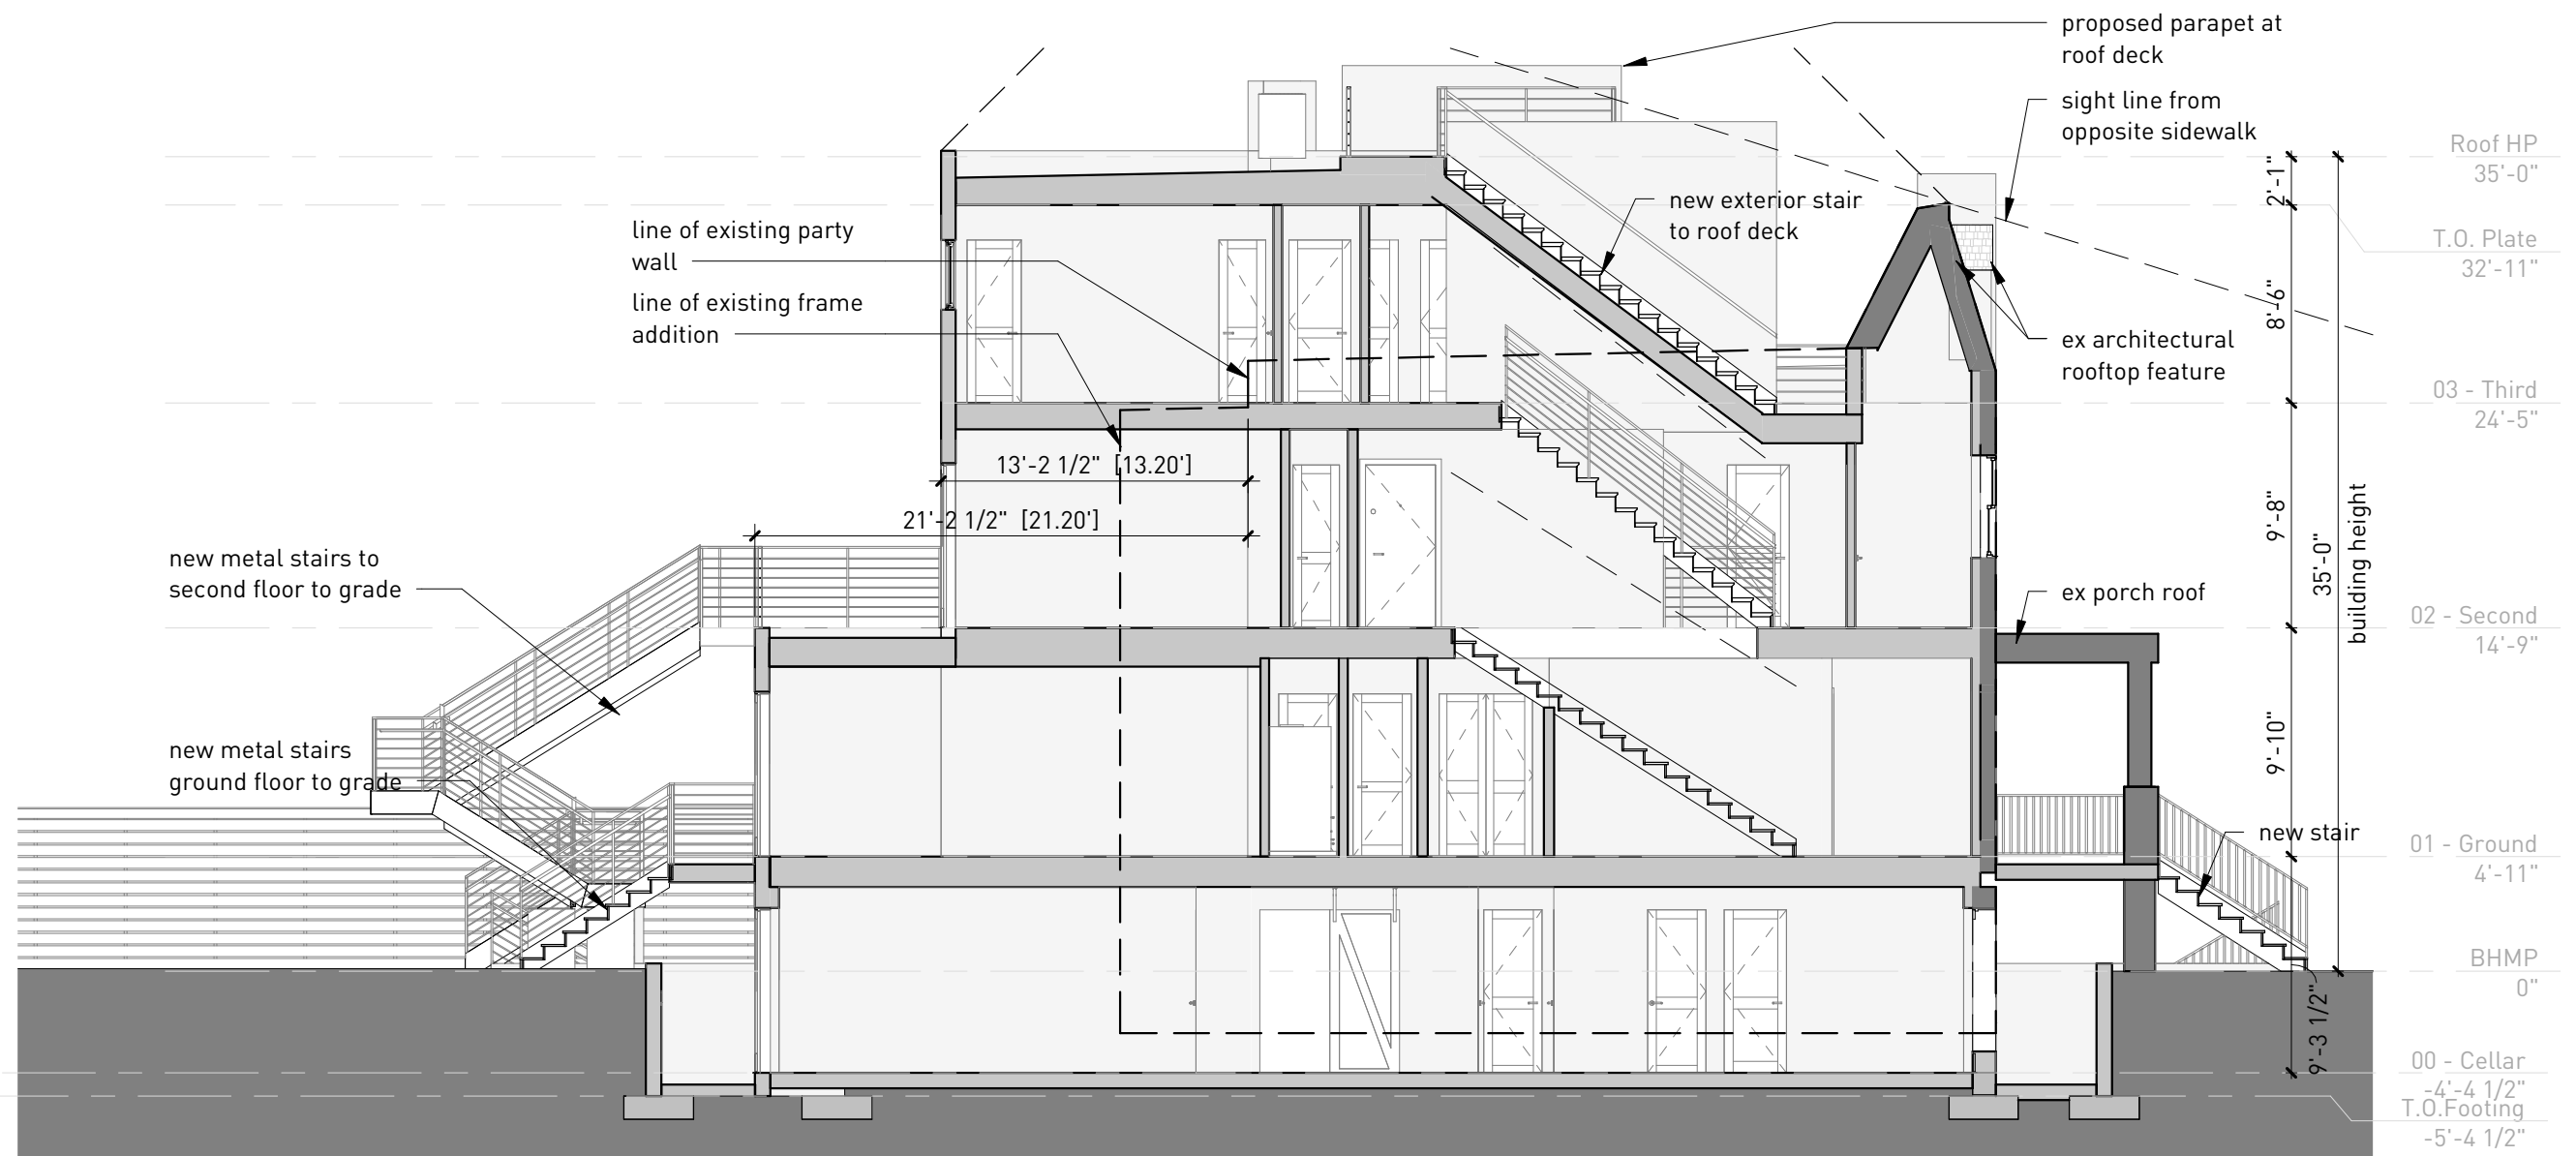 proposed parapet at
roof deck
sight line from
opposite sidewalk
Roof HP
35'-0"
2'-1"
new exterior stair
to roof deck
line of existing party
wall
T.O. Plate
32'-11"
line of existing frame
addition
8'-6"
ex architectural
rooftop feature
03 - Third
24'-5"
13'-2 1/2" [13.20']
21'-2 1/2" [21.20']
9'-8"
35'-0"
building height
new metal stairs to
second floor to grade
ex porch roof
02 - Second
14'-9"
new metal stairs
ground floor to grade
9'-10"
new stair
01 - Ground
4'-11"
BHMP
0"
9'-3 1/2"
00 - Cellar
-4'-4 1/2"
T.O.Footing
-5'-4 1/2"